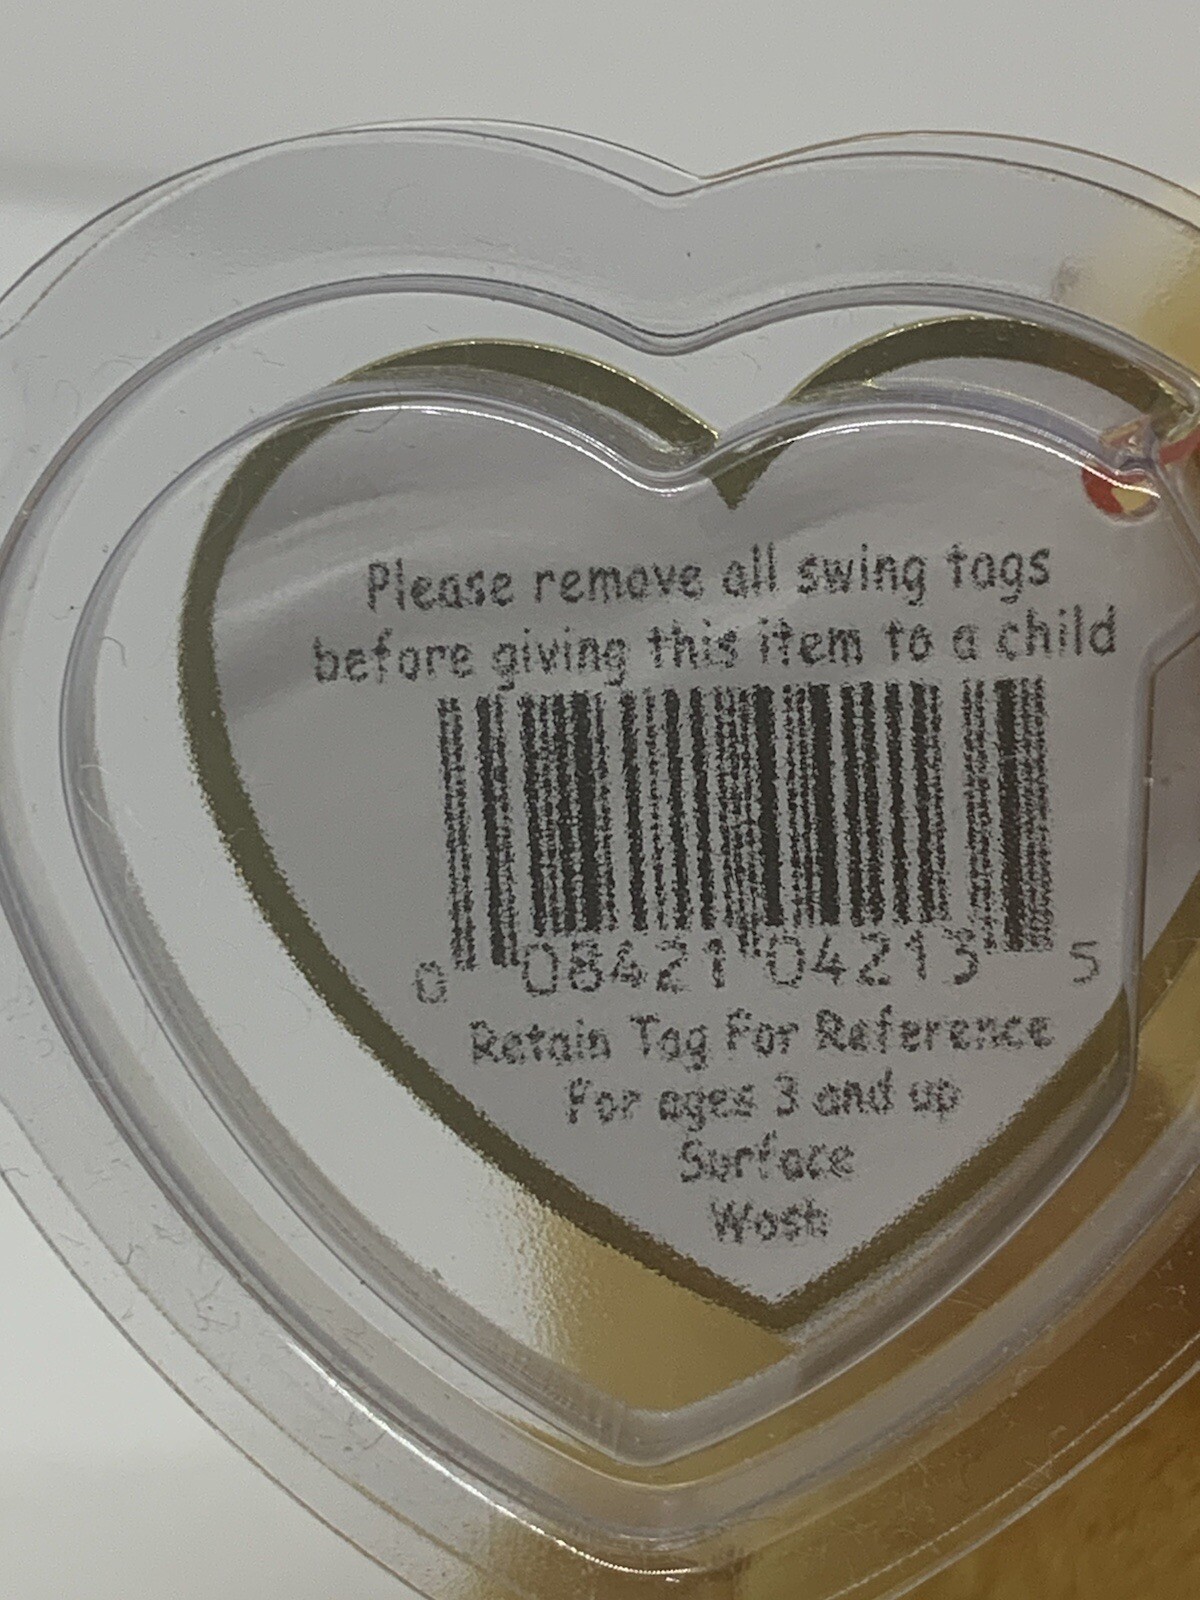 Please remove all swing tags
before giving this item to a child
0 08421 04213 5
Retain Tag For Reference
For ages 3 and up
Surface
Wash